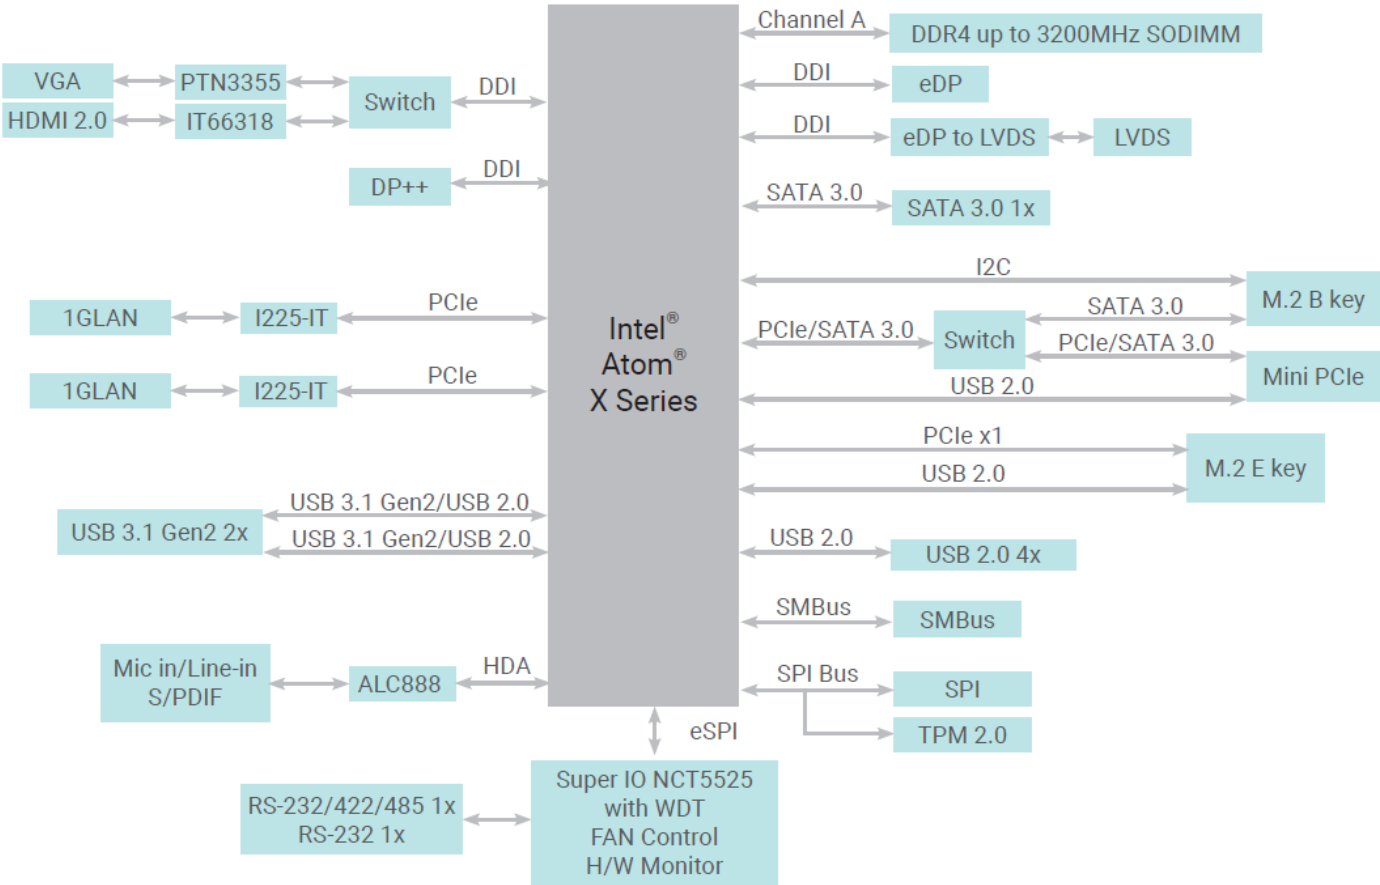 Channel A
DDR4 up to 3200MHz SODIMM
VGA
PTN3355
Switch
DDI
HDMI 2.0
IT66318
DDI
eDP
DDI
eDP to LVDS
LVDS
DP++
DDI
SATA 3.0
SATA 3.0 1x
I2C
M.2 B key
1GLAN
I225-IT
PCIe
Intel®
Atom®
X Series
PCIe/SATA 3.0
Switch
SATA 3.0
PCIe/SATA 3.0
Mini PCIe
USB 2.0
1GLAN
I225-IT
PCIe
PCIe x1
USB 2.0
M.2 E key
USB 3.1 Gen2 2x
USB 3.1 Gen2/USB 2.0
USB 3.1 Gen2/USB 2.0
USB 2.0
USB 2.0 4x
SMBus
SMBus
Mic in/Line-in
S/PDIF
ALC888
HDA
SPI Bus
SPI
TPM 2.0
eSPI
Super IO NCT5525
with WDT
FAN Control
H/W Monitor
RS-232/422/485 1x
RS-232 1x